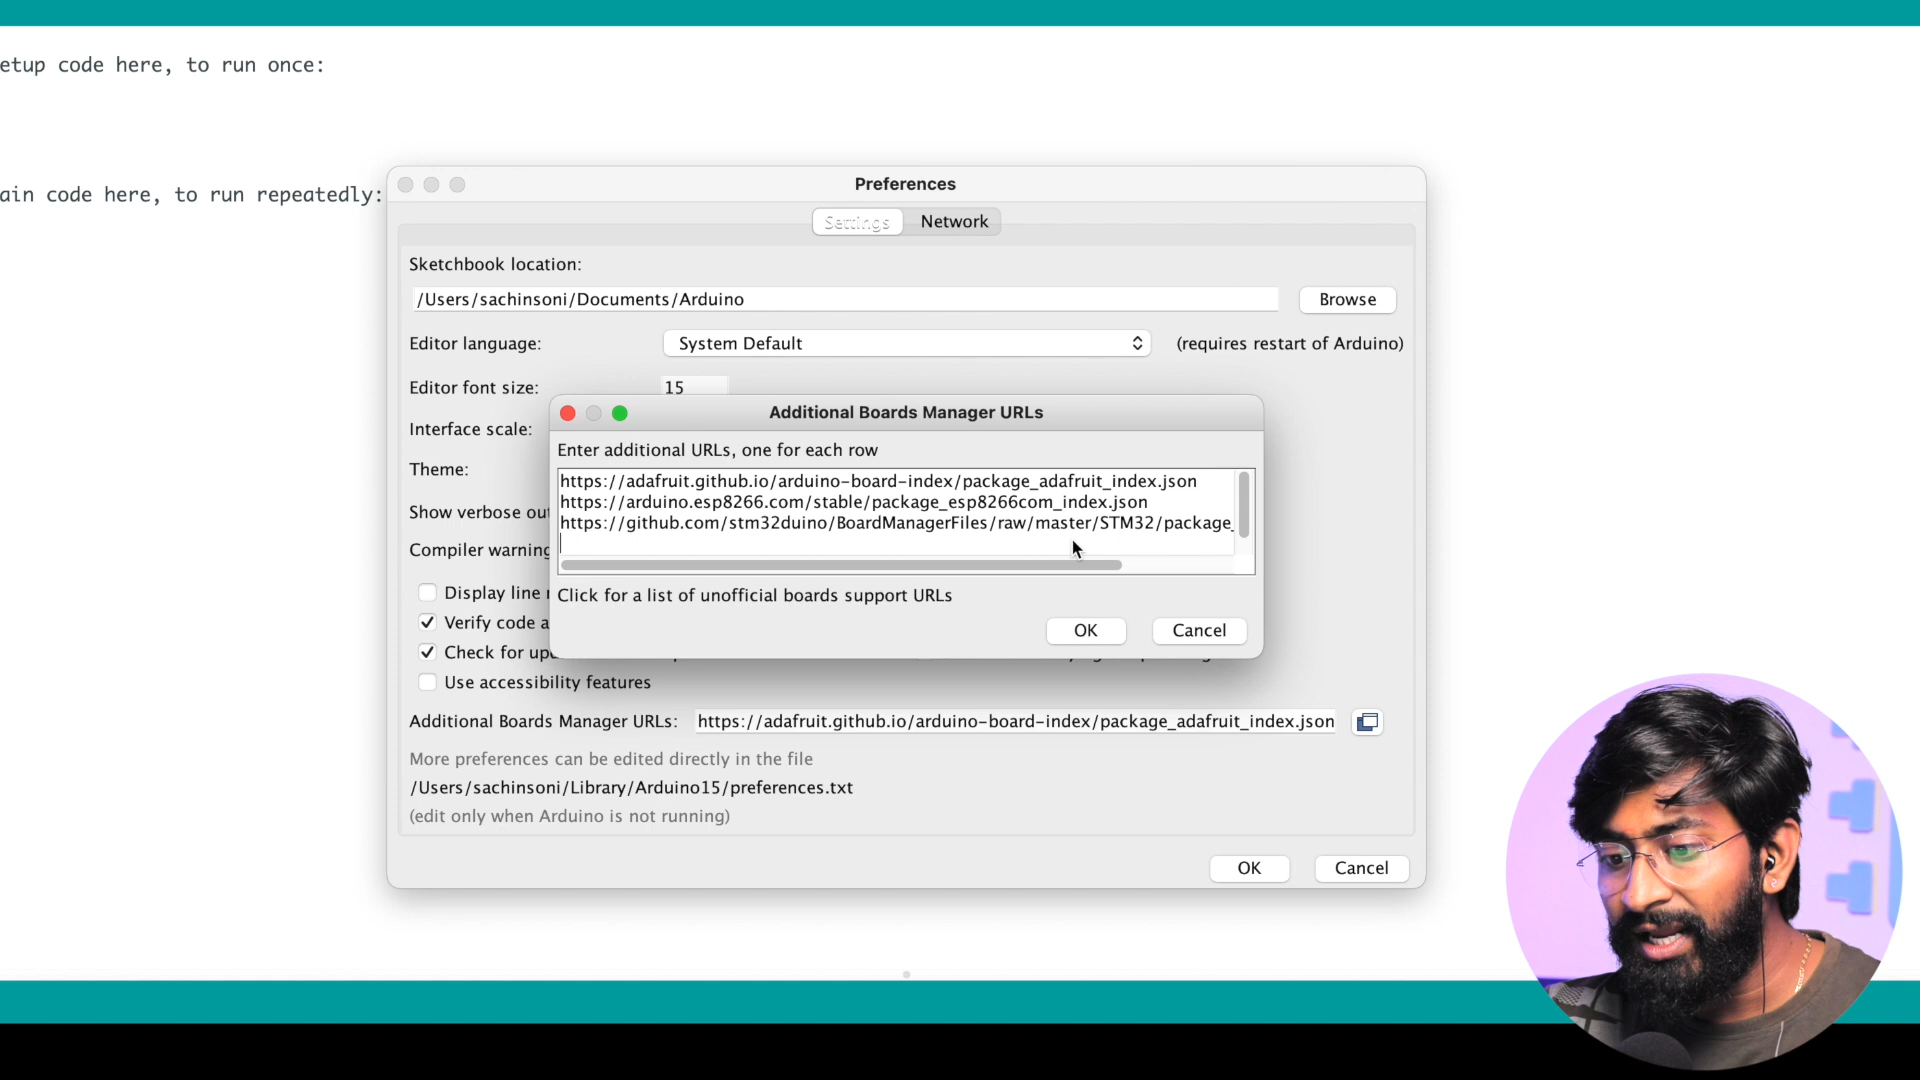 etup code here, to run once:
ain code here, to run repeatedly:
Preferences
Settings Network
Sketchbook location:
/Users/sachinsoni/Documents/Arduino Browse
Editor language: System Default (requires restart of Arduino)
Editor font size: 15
Interface scale:
Theme:
Show verbose out
Compiler warning
Display line
Verify code a
Check for up
Use accessibility features
Additional Boards Manager URLs
Enter additional URLs, one for each row
https://adafruit.github.io/arduino-board-index/package_adafruit_index.json
https://arduino.esp8266.com/stable/package_esp8266com_index.json
https://github.com/stm32duino/BoardManagerFiles/raw/master/STM32/package_
Click for a list of unofficial boards support URLs
OK Cancel
Additional Boards Manager URLs: https://adafruit.github.io/arduino-board-index/package_adafruit_index.json
More preferences can be edited directly in the file
/Users/sachinsoni/Library/Arduino15/preferences.txt
(edit only when Arduino is not running)
OK Cancel